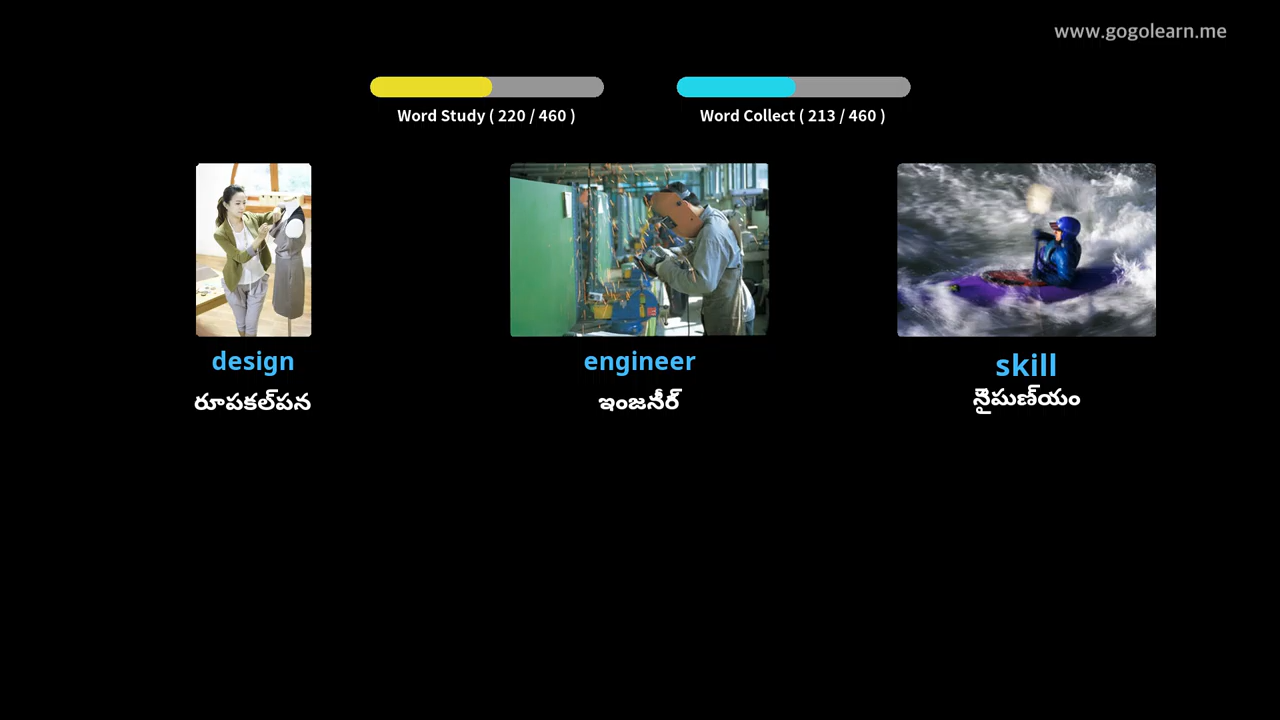 www.gogolearn.me
Word Study ( 220 / 460 )
Word Collect ( 213 / 460 )
design
engineer
skill
రూపకల్‌పన
ఇంజనీర్
నైపుణ్‌యం